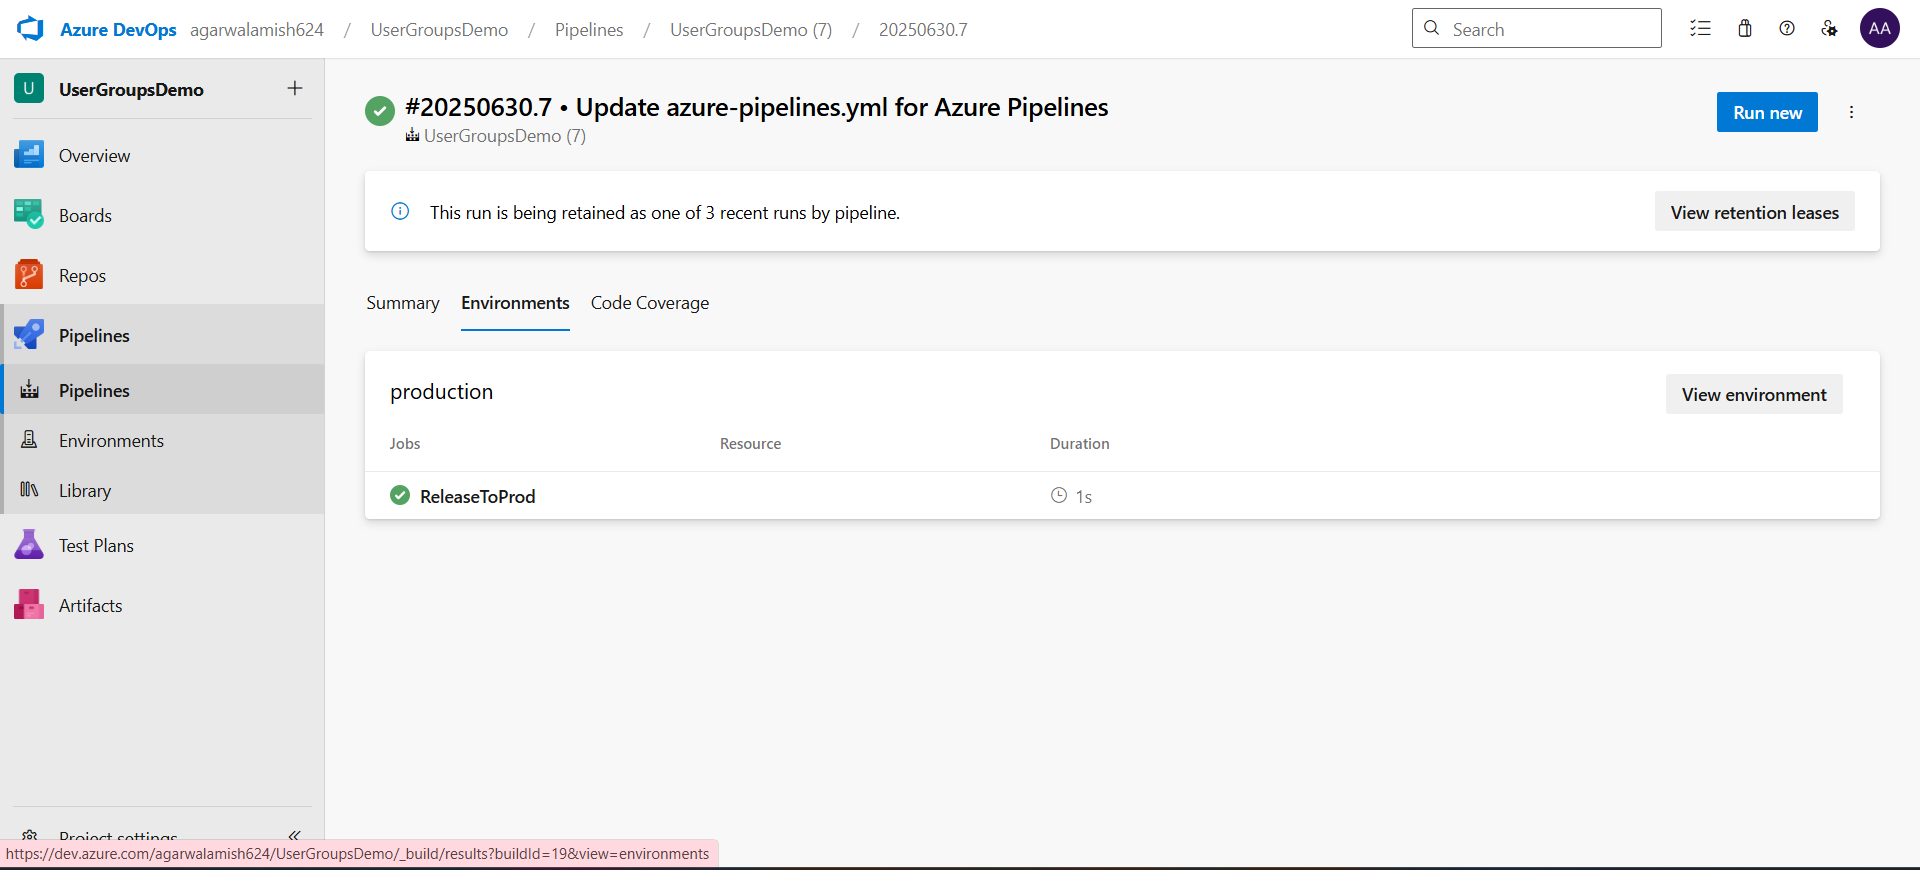 Azure DevOps agarwalamish624 / UserGroupsDemo / Pipelines / UserGroupsDemo (7) / 20250630.7
Search
AA
U UserGroupsDemo
Overview
Boards
Repos
Pipelines
Pipelines
Environments
Library
Test Plans
Artifacts
Project settings
#20250630.7 • Update azure-pipelines.yml for Azure Pipelines
UserGroupsDemo (7)
Run new
This run is being retained as one of 3 recent runs by pipeline.
View retention leases
Summary Environments Code Coverage
production
View environment
Jobs Resource Duration
ReleaseToProd 1s
https://dev.azure.com/agarwalamish624/UserGroupsDemo/_build/results?buildId=19&view=environments